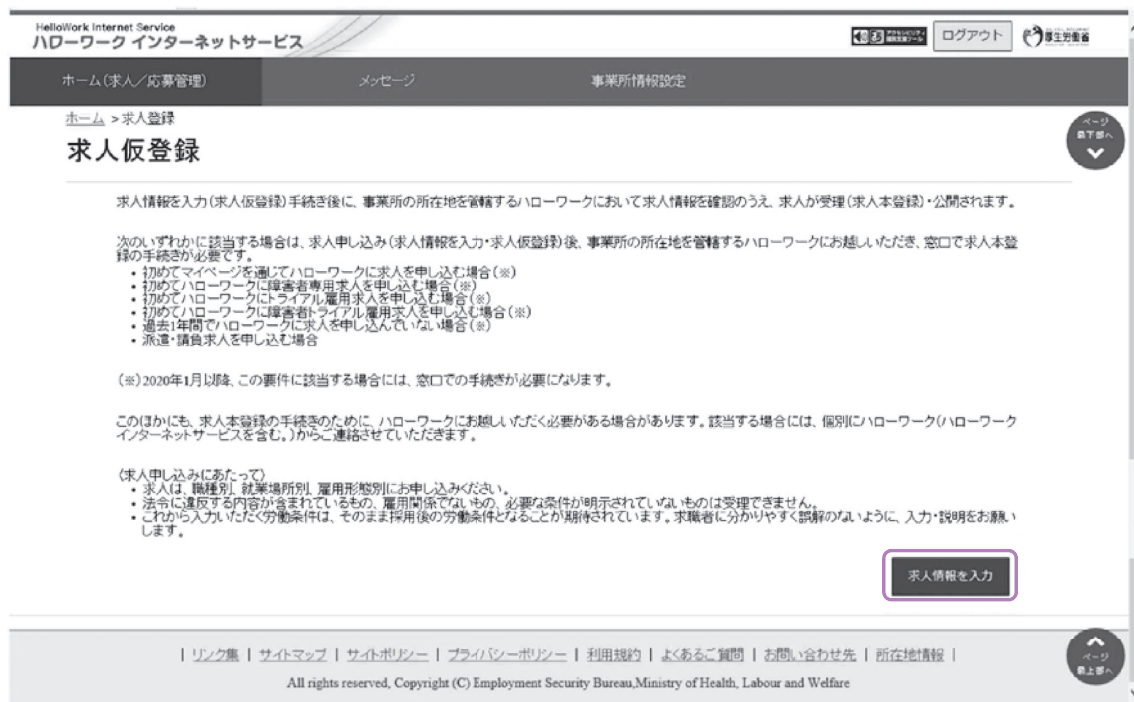 HelloWork Internet Service
ハローワーク インターネットサービス
ログアウト
厚生労働省
ホーム(求人/応募管理)
メッセージ
事業所情報設定
ホーム >求人登録
ページ
最下部へ
求人仮登録
求人情報を入力(求人仮登録)手続き後に、事業所の所在地を管轄するハローワークにおいて求人情報を確認のうえ、求人が受理(求人本登録)・公開されます。
次のいずれかに該当する場合は、求人申し込み(求人情報を入力・求人仮登録)後、事業所の所在地を管轄するハローワークにお越しいただき、窓口で求人本登
録の手続きが必要です。
・初めてマイページを通じてハローワークに求人を申し込む場合(※)
・初めてハローワークに障害者専用求人を申し込む場合(※)
・初めてハローワークにトライアル雇用求人を申し込む場合(※)
・初めてハローワークに障害者トライアル雇用求人を申し込む場合(※)
・過去1年間でハローワークに求人を申し込んでいない場合(※)
・派遣・請負求人を申し込む場合
(※)2020年1月以降、この要件に該当する場合には、窓口での手続きが必要になります。
このほかにも、求人本登録の手続きのために、ハローワークにお越しいただく必要がある場合があります。該当する場合には、個別にハローワーク(ハローワーク
インターネットサービスを含む。)からご連絡させていただきます。
〈求人申し込みにあたって〉
・求人は、職種別、就業場所別、雇用形態別にお申し込みください。
・法令に違反する内容が含まれているもの、雇用関係でないもの、必要な条件が明示されていないものは受理できません。
・これから入力いただく労働条件は、そのまま採用後の労働条件となることが期待されています。求職者に分かりやすく誤解のないように、入力・説明をお願い
します。
求人情報を入力
| リンク集 | サイトマップ | サイトポリシー | プライバシーポリシー | 利用規約 | よくあるご質問 | お問い合わせ先 | 所在地情報 |
ページ
最上部へ
All rights reserved, Copyright (C) Employment Security Bureau,Ministry of Health, Labour and Welfare